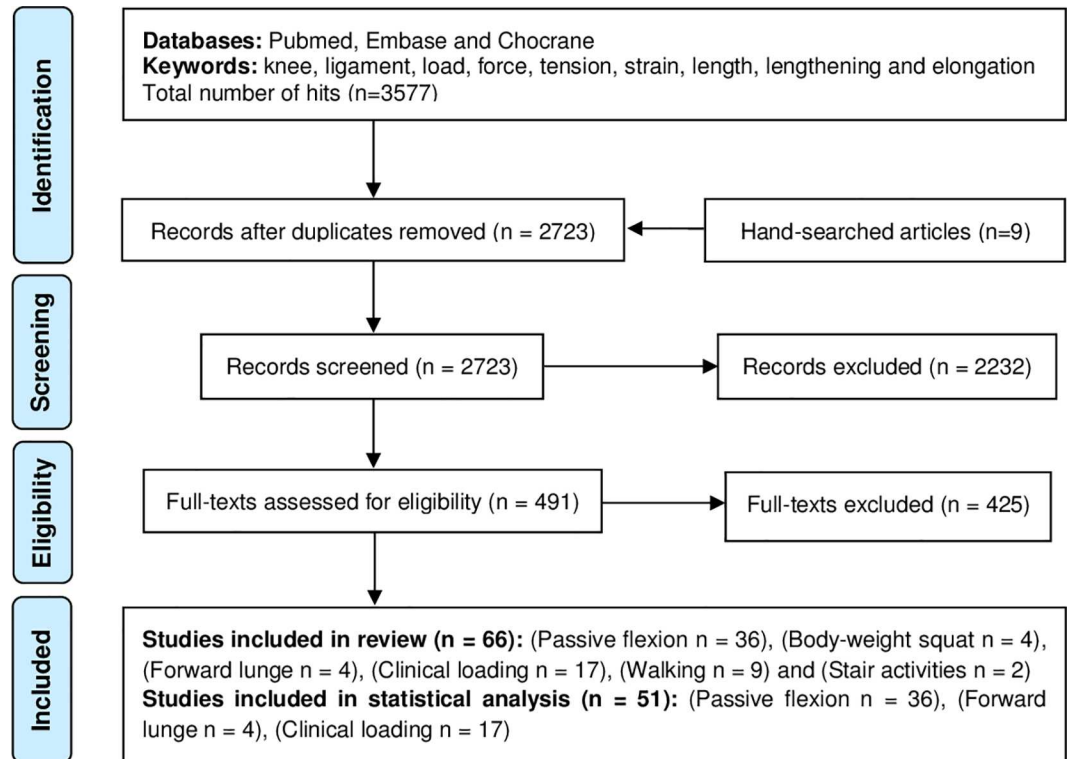 Identification
Databases: Pubmed, Embase and Chocrane
Keywords: knee, ligament, load, force, tension, strain, length, lengthening and elongation
Total number of hits (n=3577)
Records after duplicates removed (n = 2723)
Hand-searched articles (n=9)
Screening
Records screened (n = 2723)
Records excluded (n = 2232)
Eligibility
Full-texts assessed for eligibility (n = 491)
Full-texts excluded (n = 425)
Included
Studies included in review (n = 66): (Passive flexion n = 36), (Body-weight squat n = 4),
(Forward lunge n = 4), (Clinical loading n = 17), (Walking n = 9) and (Stair activities n = 2)
Studies included in statistical analysis (n = 51): (Passive flexion n = 36), (Forward
lunge n = 4), (Clinical loading n = 17)